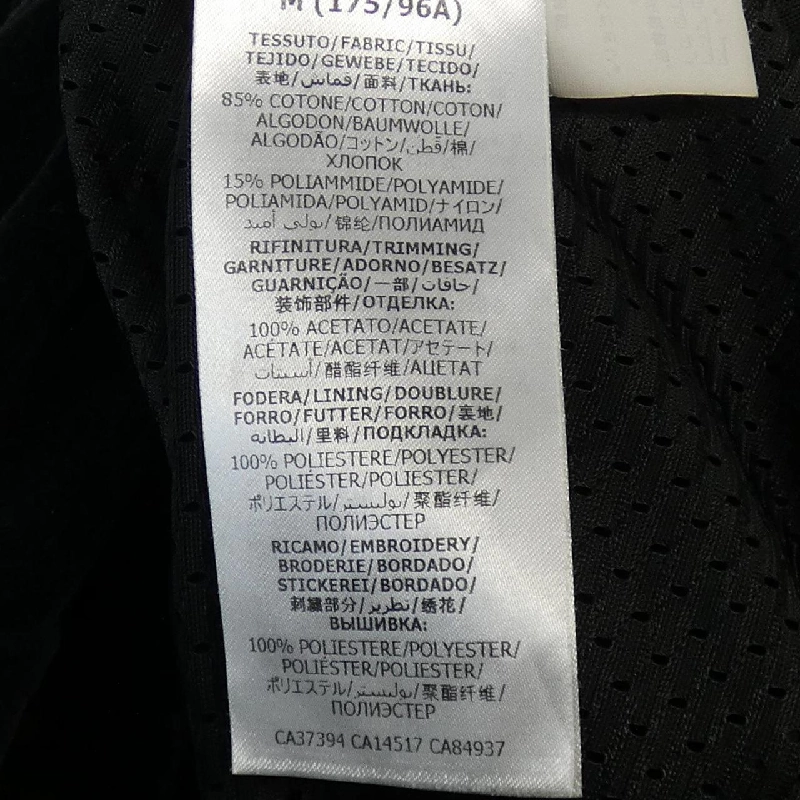 M (175/96A)
TESSUTO/FABRIC/TISSU/
TEJIDO/GEWEBE/TECIDO/
表地/قماش/面料/ТКАНЬ:
85% COTONE/COTTON/COTON/
ALGODON/BAUMWOLLE/
ALGODÃO/コットン/قطن/棉/
ХЛОПОК
15% POLIAMMIDE/POLYAMIDE/
POLIAMIDA/POLYAMID/ナイロン/
بولي أميد/锦纶/ПОЛИАМИД
RIFINITURA/TRIMMING/
GARNITURE/ADORNO/BESATZ/
GUARNIÇÃO/一部/حافات/
装饰部件/ОТДЕЛКА:
100% ACETATO/ACETATE/
ACÉTATE/ACETAT/アセテート/
أسيتات/醋酯纤维/АЦЕТАТ
FODERA/LINING/DOUBLURE/
FORRO/FUTTER/FORRO/裏地/
البطانه/里料/ПОДКЛАДКА:
100% POLIESTERE/POLYESTER/
POLIÉSTER/POLIESTER/
ポリエステル/بوليستر/聚酯纤维/
ПОЛИЭСТЕР
RICAMO/EMBROIDERY/
BRODERIE/BORDADO/
STICKEREI/BORDADO/
刺繍部分/تطريز/绣花/
ВЫШИВКА:
100% POLIESTERE/POLYESTER/
POLIÉSTER/POLIESTER/
ポリエステル/بوليستر/聚酯纤维/
ПОЛИЭСТЕР
CA37394 CA14517 CA84937